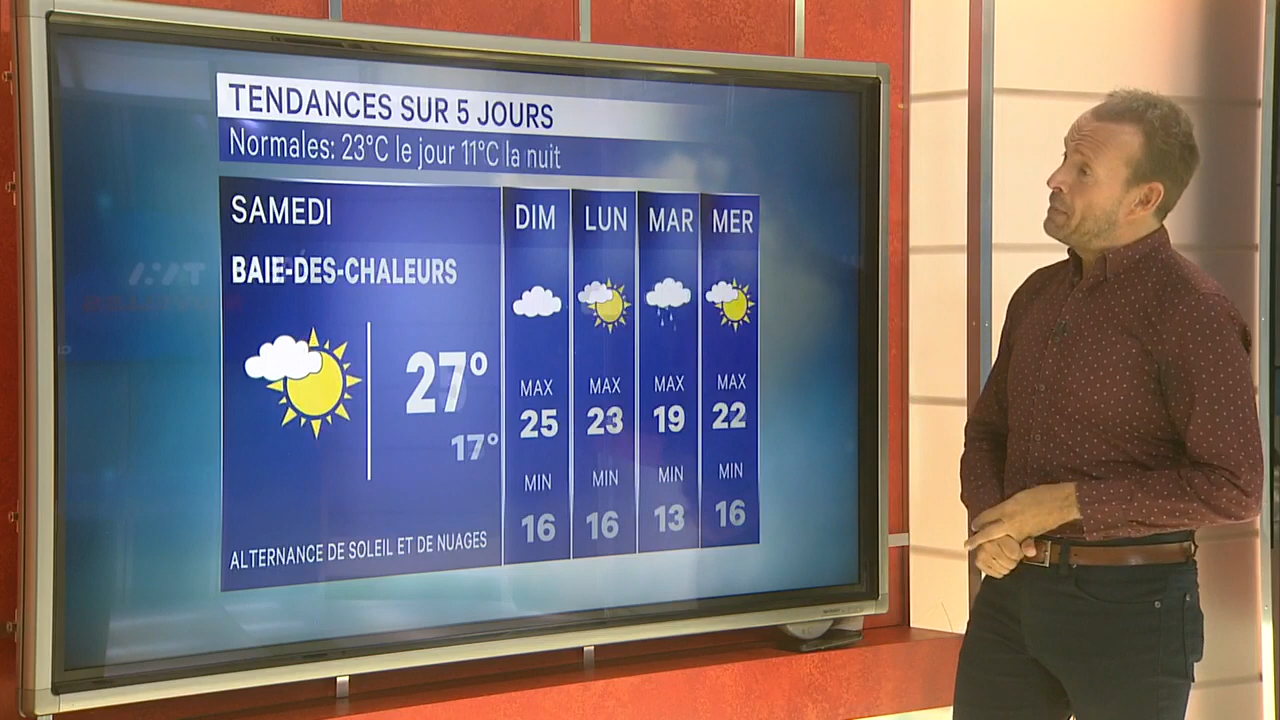 TENDANCES SUR 5 JOURS
Normales: 23°C le jour 11°C la nuit
SAMEDI
BAIE-DES-CHALEURS
27°
17°
ALTERNANCE DE SOLEIL ET DE NUAGES
DIM LUN MAR MER
MAX MAX MAX MAX
25 23 19 22
MIN MIN MIN MIN
16 16 13 16